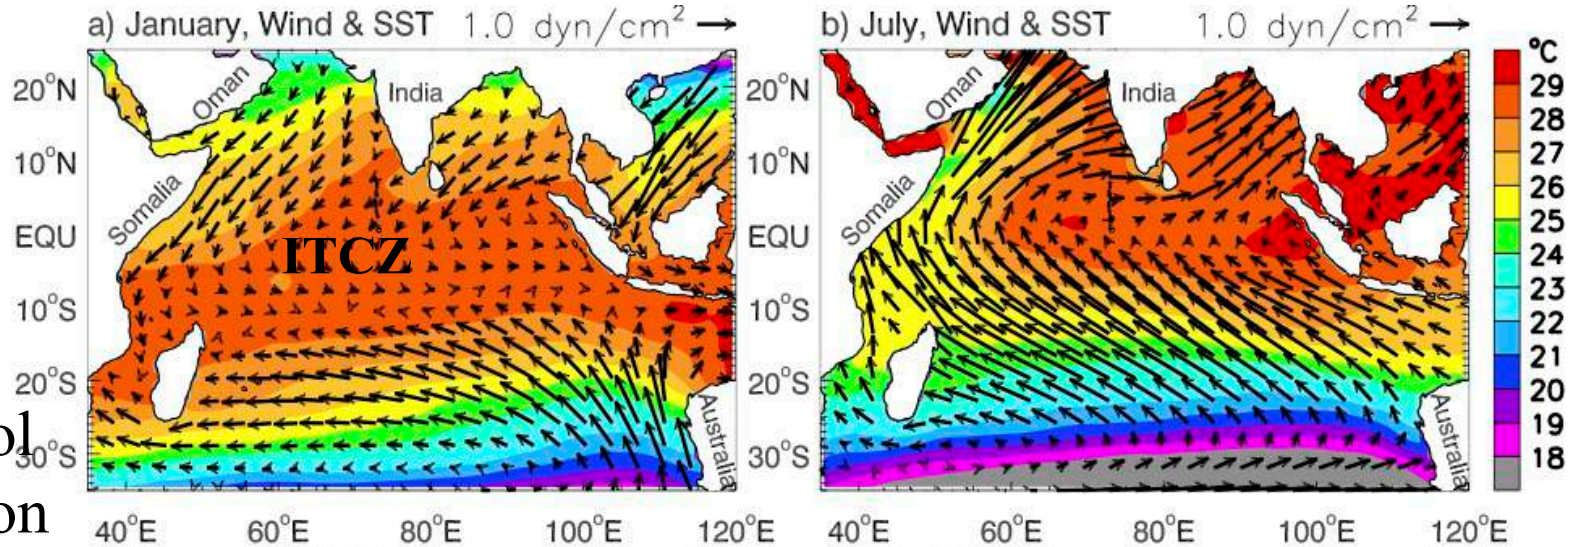 a) January, Wind & SST 1.0 dyn/cm²
20°N
10°N
EQU
10°S
20°S
30°S
Oman
India
Somalia
ITCZ
Australia
40°E 60°E 80°E 100°E 120°E
ol
on
b) July, Wind & SST 1.0 dyn/cm²
20°N
10°N
EQU
10°S
20°S
30°S
Oman
India
Somalia
Australia
40°E 60°E 80°E 100°E 120°E
°C
29
28
27
26
25
24
23
22
21
20
19
18